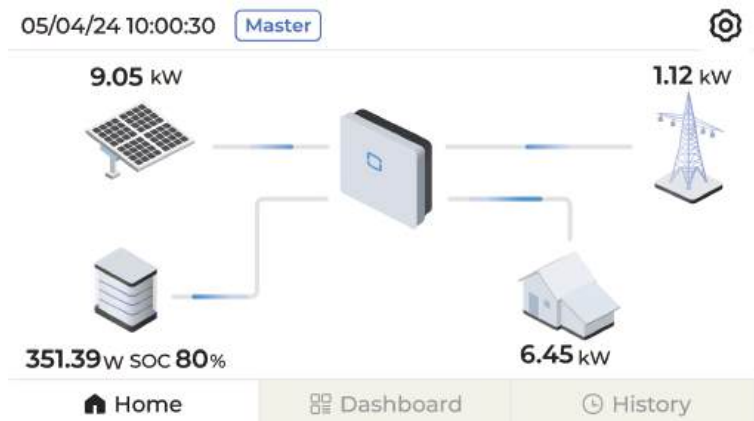 05/04/24 10:00:30 Master
9.05 kW
1.12 kW
351.39 W SOC 80%
6.45 kW
Home
Dashboard
History